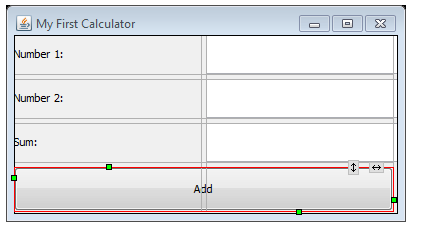 My First Calculator
Number 1:
Number 2:
Sum:
Add